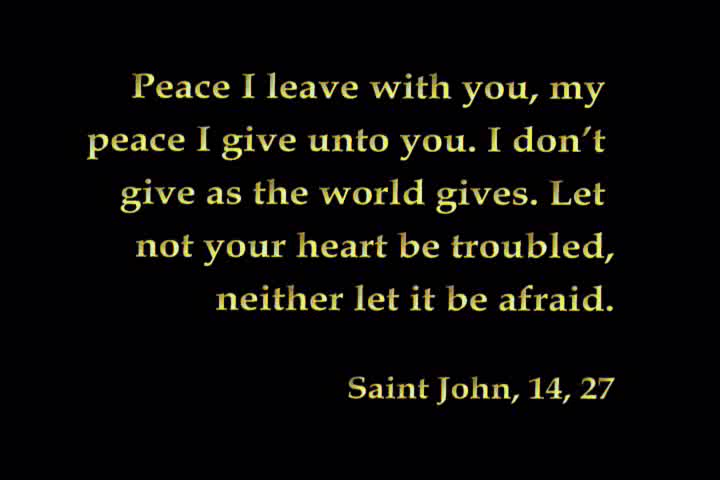 Peace I leave with you, my
peace I give unto you. I don’t
give as the world gives. Let
not your heart be troubled,
neither let it be afraid.
Saint John, 14, 27